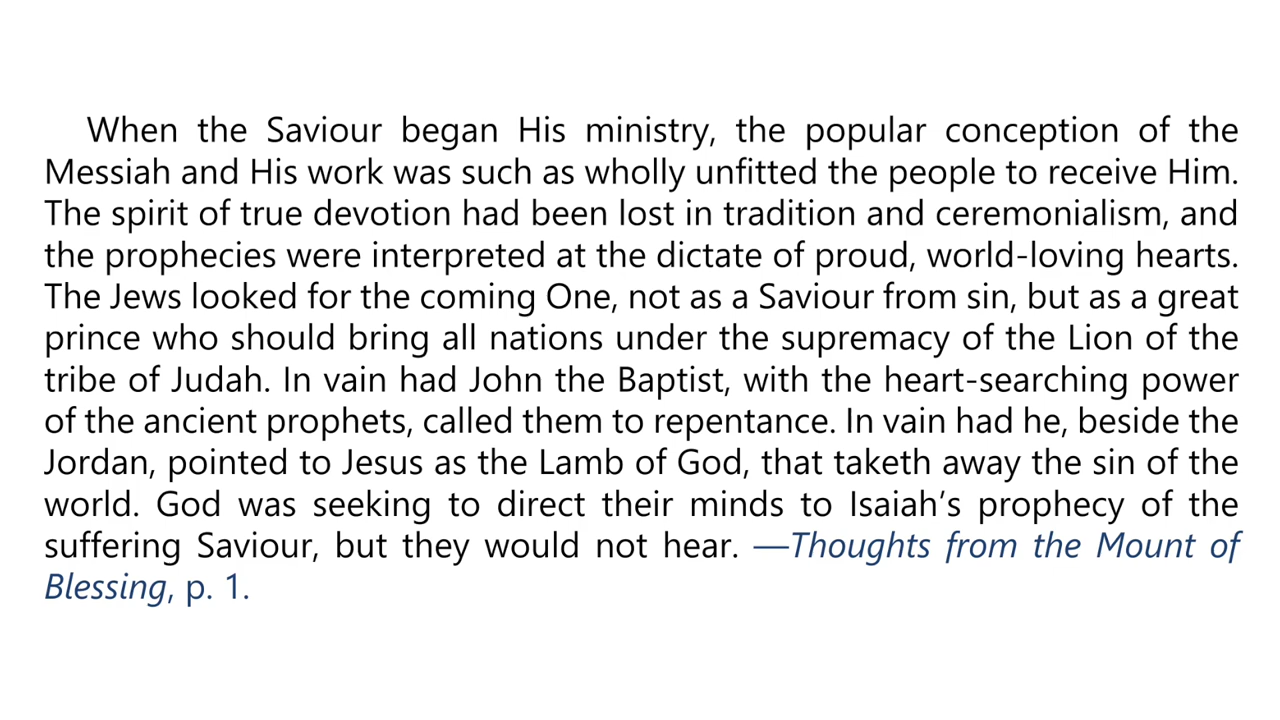 When the Saviour began His ministry, the popular conception of the
Messiah and His work was such as wholly unfitted the people to receive Him.
The spirit of true devotion had been lost in tradition and ceremonialism, and
the prophecies were interpreted at the dictate of proud, world-loving hearts.
The Jews looked for the coming One, not as a Saviour from sin, but as a great
prince who should bring all nations under the supremacy of the Lion of the
tribe of Judah. In vain had John the Baptist, with the heart-searching power
of the ancient prophets, called them to repentance. In vain had he, beside the
Jordan, pointed to Jesus as the Lamb of God, that taketh away the sin of the
world. God was seeking to direct their minds to Isaiah’s prophecy of the
suffering Saviour, but they would not hear. —Thoughts from the Mount of
Blessing, p. 1.